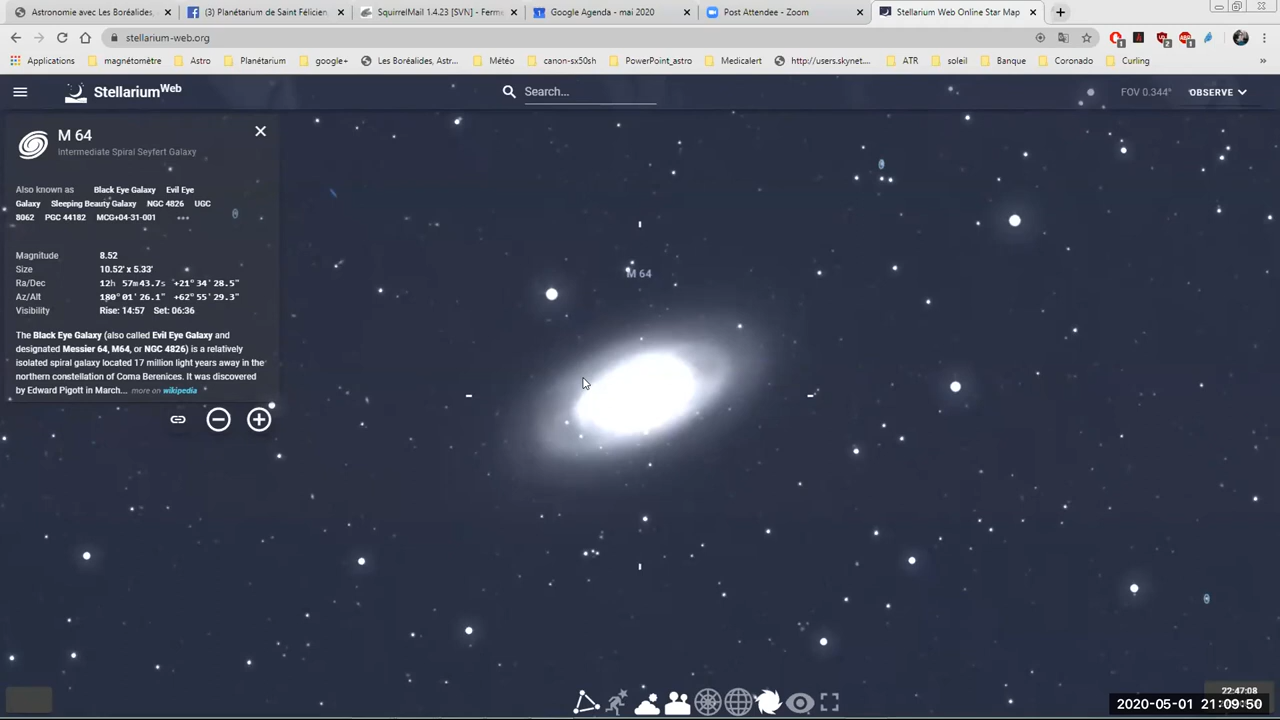 Astronomie avec Les Boréalides,
(3) Planétarium de Saint Félicien,
SquirrelMail 1.4.23 [SVN] - Ferme
Google Agenda - mai 2020
Post Attendee - Zoom
Stellarium Web Online Star Map
stellarium-web.org
Applications magnétomètre Astro Planétarium google+ Les Boréalides, Astr... Météo canon-sx50sh PowerPoint_astro Medicalert http://users.skynet.... ATR soleil Banque Coronado Curling »
StellariumWeb
Search...
FOV 0.344°
OBSERVE
M 64
Intermediate Spiral Seyfert Galaxy
Also known as Black Eye Galaxy Evil Eye
Galaxy Sleeping Beauty Galaxy NGC 4826 UGC
8062 PGC 44182 MCG+04-31-001
Magnitude 8.52
Size 10.52' x 5.33'
Ra/Dec 12h 57m43.7s +21° 34'28.5"
Az/Alt 180° 01'26.1" +62° 55'29.3"
Visibility Rise: 14:57 Set: 06:36
The Black Eye Galaxy (also called Evil Eye Galaxy and
designated Messier 64, M64, or NGC 4826) is a relatively
isolated spiral galaxy located 17 million light years away in the
northern constellation of Coma Berenices. It was discovered
by Edward Pigott in March... more on wikipedia
M 64
22:47:08
2020-05-01 21:09:50